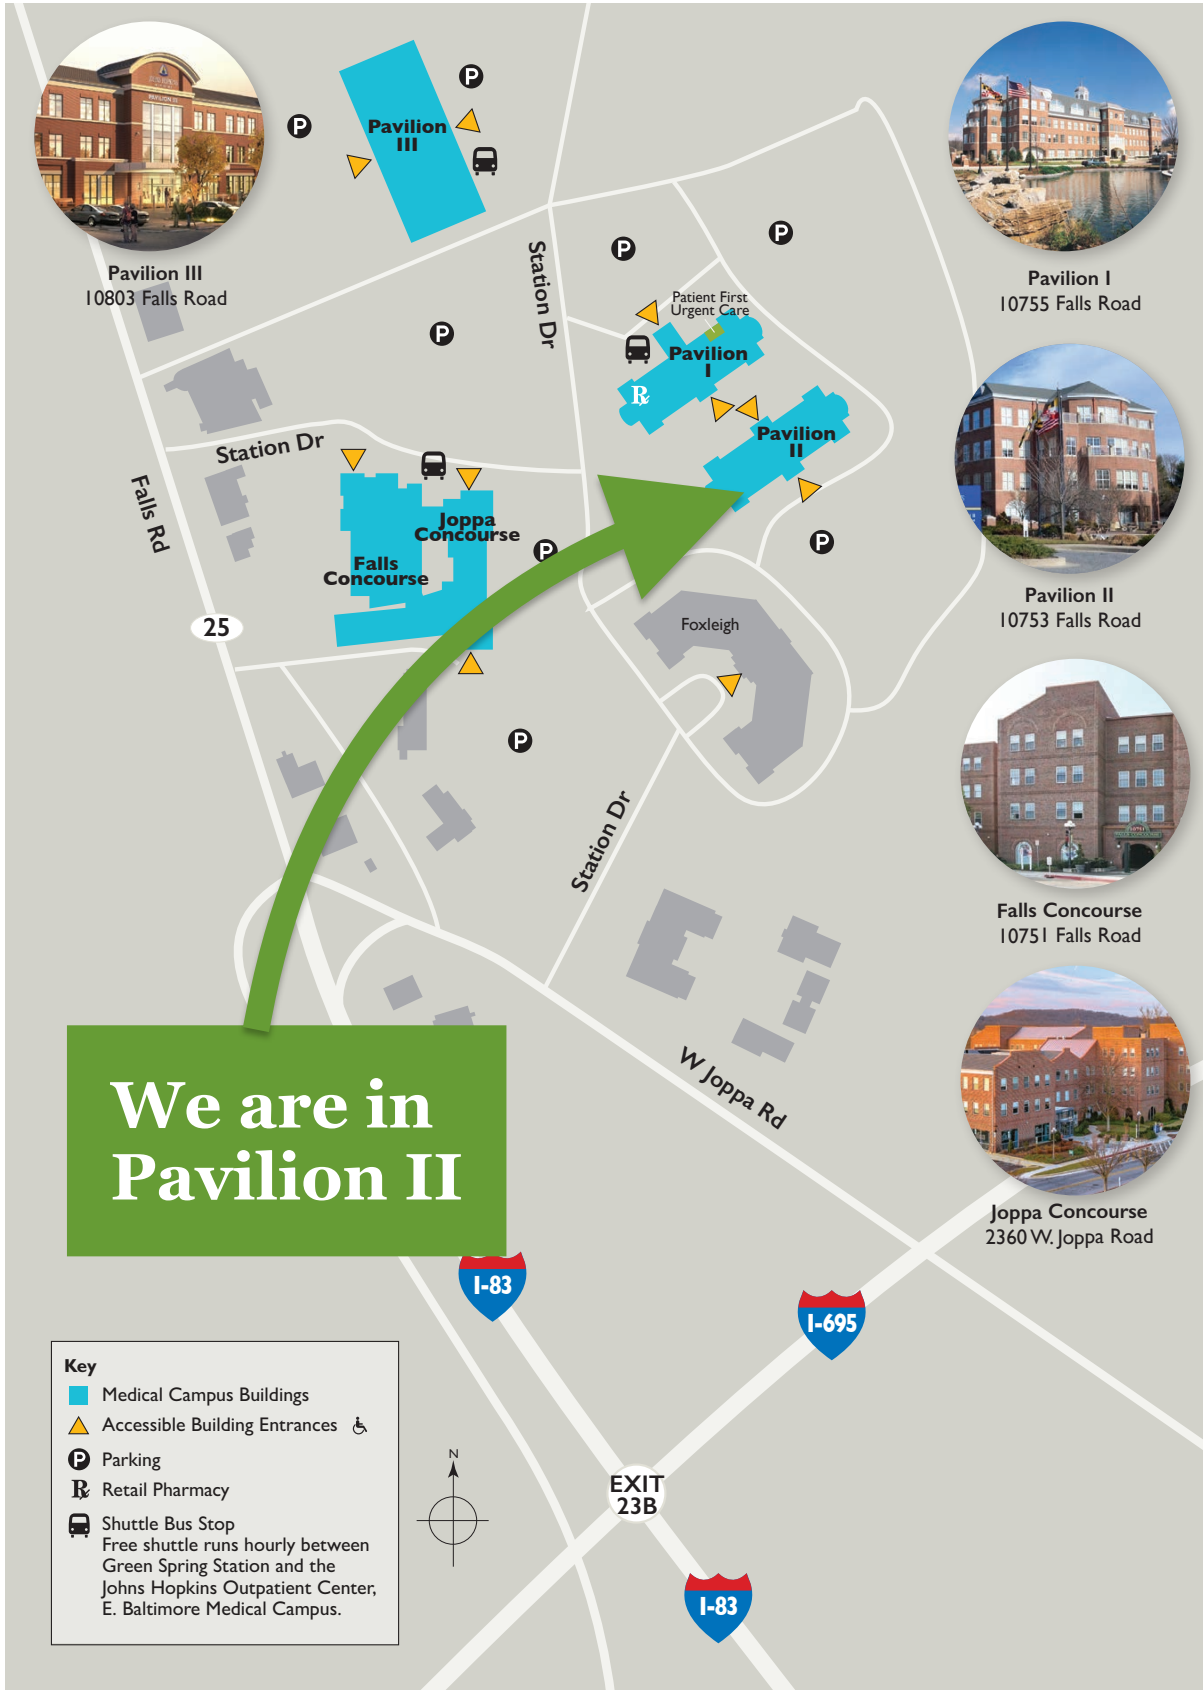 PAVILION III
P
P
Pavilion
III
Pavilion III
10803 Falls Road
Pavilion I
10755 Falls Road
Station Dr
P
P
P
Patient First
Urgent Care
Pavilion
I
Rx
Pavilion
II
Station Dr
Falls Rd
Joppa
Concourse
Falls
Concourse
P
P
25
Foxleigh
Pavilion II
10753 Falls Road
P
Station Dr
Falls Concourse
10751 Falls Road
W Joppa Rd
We are in
Pavilion II
Joppa Concourse
2360 W. Joppa Road
I-83
I-695
Key
Medical Campus Buildings
Accessible Building Entrances
P Parking
Rx Retail Pharmacy
Shuttle Bus Stop
Free shuttle runs hourly between
Green Spring Station and the
Johns Hopkins Outpatient Center,
E. Baltimore Medical Campus.
N
EXIT
23B
I-83